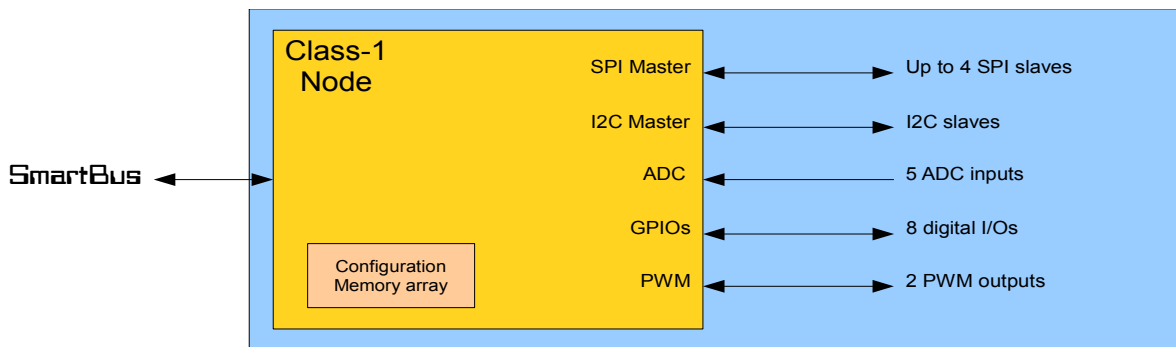 Class-1
Node
SPI Master
Up to 4 SPI slaves
I2C Master
I2C slaves
SmartBus
ADC
5 ADC inputs
GPIOs
8 digital I/Os
Configuration
Memory array
PWM
2 PWM outputs